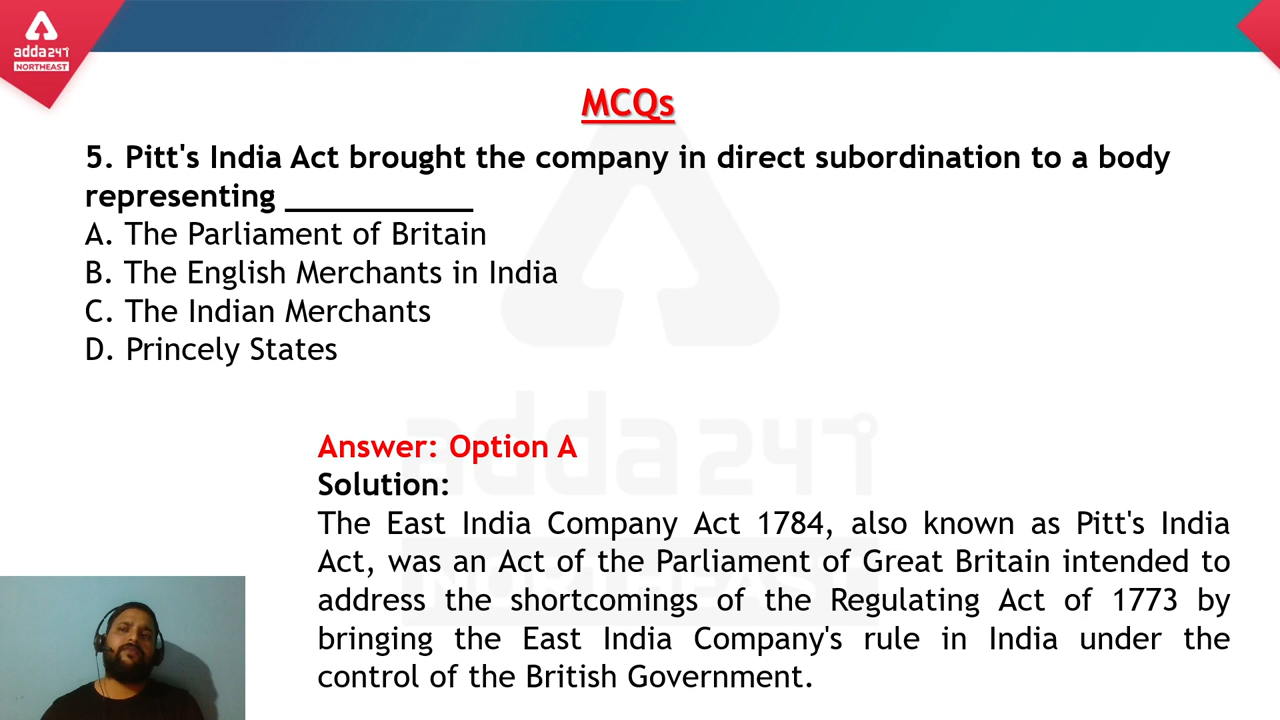 adda247
NORTHEAST
MCQs
5. Pitt's India Act brought the company in direct subordination to a body
representing ___________
A. The Parliament of Britain
B. The English Merchants in India
C. The Indian Merchants
D. Princely States
adda247
NORTHEAST
Answer: Option A
Solution:
The East India Company Act 1784, also known as Pitt's India
Act, was an Act of the Parliament of Great Britain intended to
address the shortcomings of the Regulating Act of 1773 by
bringing the East India Company's rule in India under the
control of the British Government.